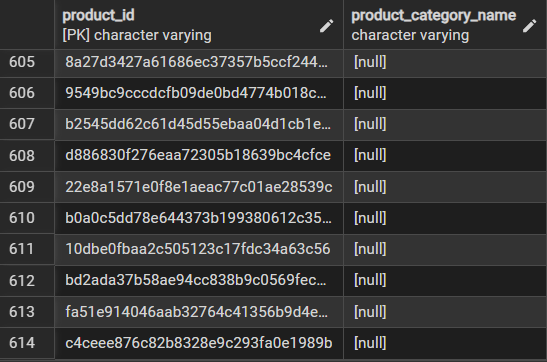 product_id product_category_name
[PK] character varying character varying
605 8a27d3427a61686ec37357b5ccf244... [null]
606 9549bc9cccdcfb09de0bd4774b018c... [null]
607 b2545dd62c61d45d55ebaa04d1cb1e... [null]
608 d886830f276eaa72305b18639bc4cfce [null]
609 22e8a1571e0f8e1aeac77c01ae28539c [null]
610 b0a0c5dd78e644373b199380612c35... [null]
611 10dbe0fbaa2c505123c17fdc34a63c56 [null]
612 bd2ada37b58ae94cc838b9c0569fec... [null]
613 fa51e914046aab32764c41356b9d4e... [null]
614 c4ceee876c82b8328e9c293fa0e1989b [null]